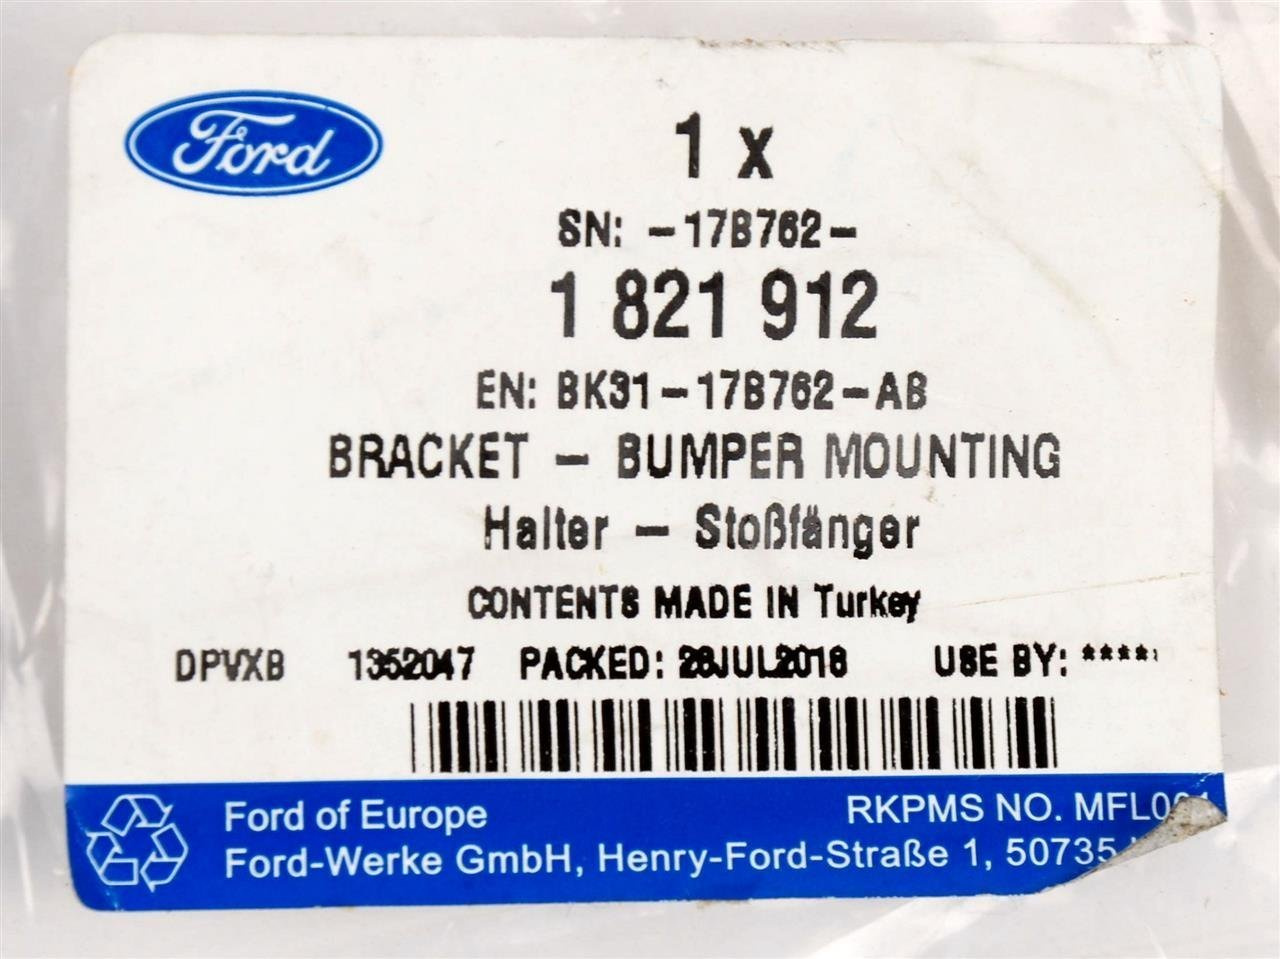 Ford
1 x
SN: -17B762-
1 821 912
EN: BK31-17B762-AB
BRACKET - BUMPER MOUNTING
Halter - Stoßfänger
CONTENTS MADE IN Turkey
DPVXB 1352047 PACKED: USE BY: ****
Ford of Europe RKPMS NO.
Ford-Werke GmbH, Henry-Ford-Straße 1, 50735